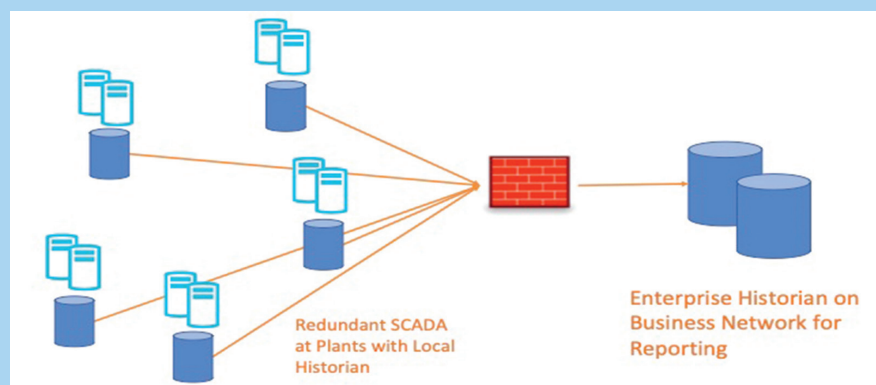 Redundant SCADA
at Plants with Local
Historian
Enterprise Historian on
Business Network for
Reporting